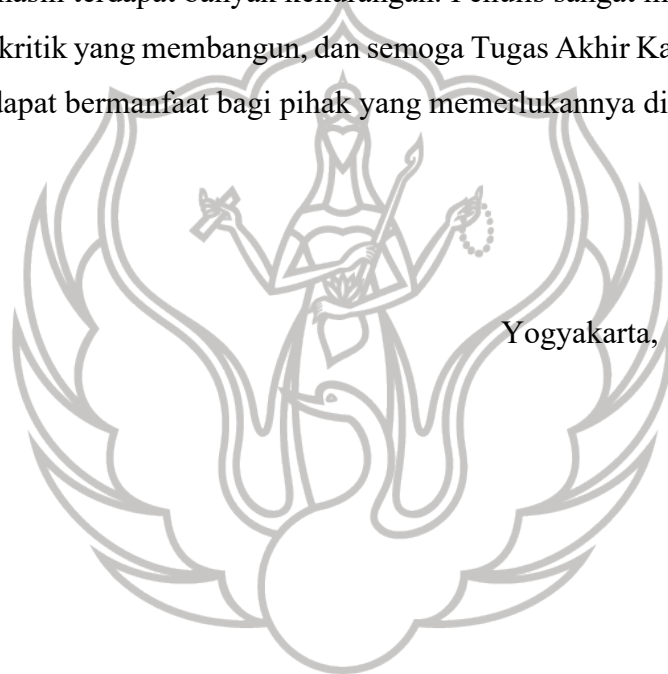 masih terdapat banyak kekurangan. Penulis sangat
kritik yang membangun, dan semoga Tugas Akhir
dapat bermanfaat bagi pihak yang memerlukannya di
Yogyakarta,